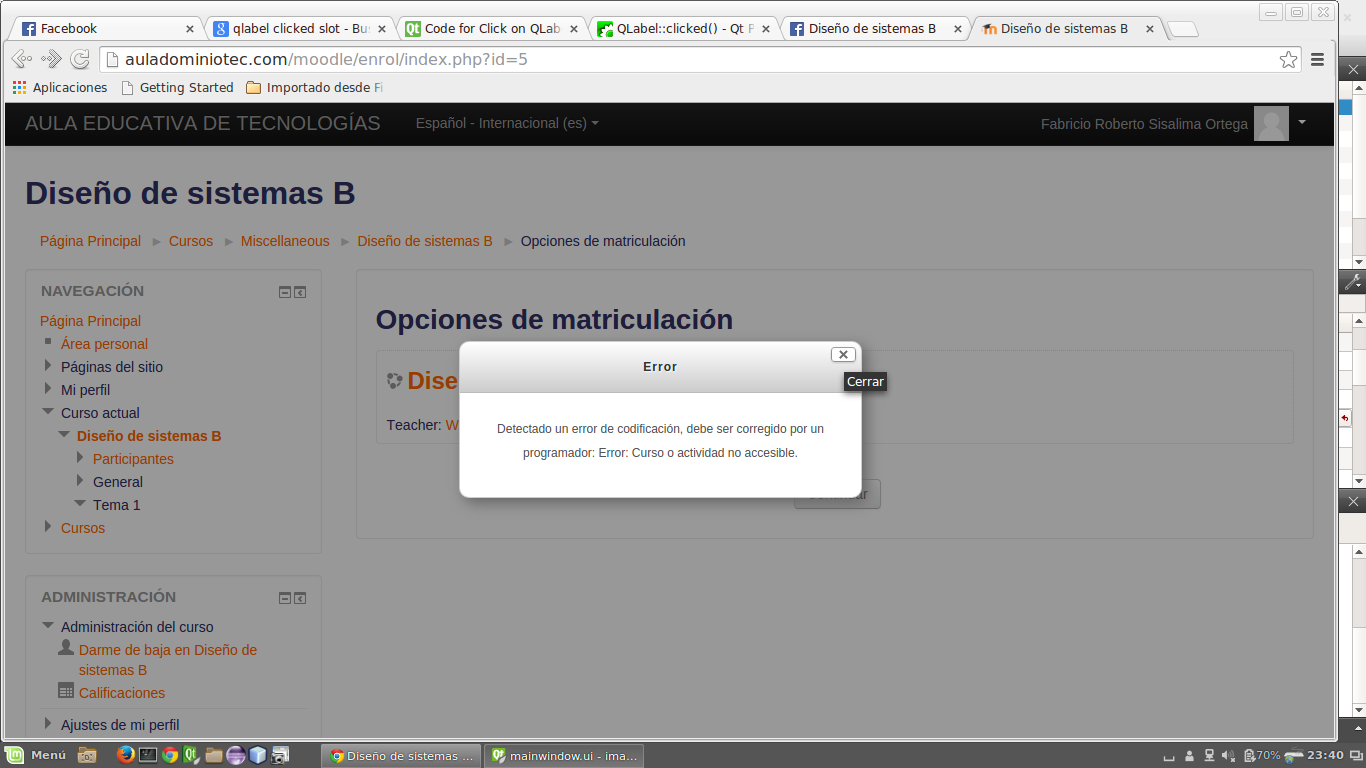 Facebook
qlabel clicked slot - Bus
Code for Click on QLab
QLabel::clicked() - Qt P
Diseño de sistemas B
Diseño de sistemas B
auladominiotec.com/moodle/enrol/index.php?id=5
Aplicaciones
Getting Started
Importado desde Fi
AULA EDUCATIVA DE TECNOLOGÍAS
Español - Internacional (es)
Fabricio Roberto Sisalima Ortega
Diseño de sistemas B
Página Principal
Cursos
Miscellaneous
Diseño de sistemas B
Opciones de matriculación
NAVEGACIÓN
Página Principal
Área personal
Páginas del sitio
Mi perfil
Curso actual
Diseño de sistemas B
Participantes
General
Tema 1
Cursos
ADMINISTRACIÓN
Administración del curso
Darme de baja en Diseño de
sistemas B
Calificaciones
Ajustes de mi perfil
Opciones de matriculación
Dise
Teacher: W
Error
Cerrar
Detectado un error de codificación, debe ser corregido por un
programador: Error: Curso o actividad no accesible.
Menú
Diseño de sistemas ...
mainwindow.ui - ima...
70%
23:40